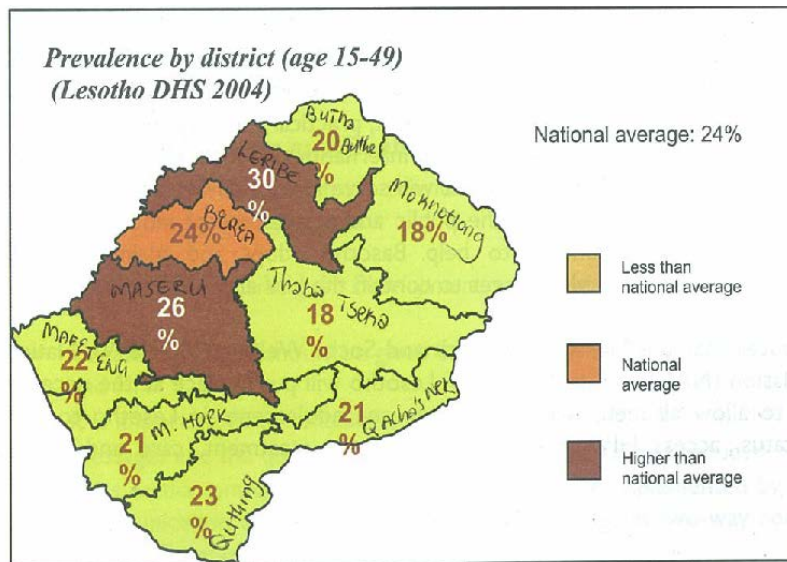 Prevalence by district (age 15-49)
(Lesotho DHS 2004)
National average: 24%
BUTHA
Buthe
20
%
LERIBE
30
%
Mokhotlong
18%
BEREA
24%
Less than
national average
MASERU
26
%
Thaba
Tseka
18
%
MAFETENG
22
%
National
average
M. HOEK
21
%
Qacha's Nek
21
%
Higher than
national average
Quthing
23
%